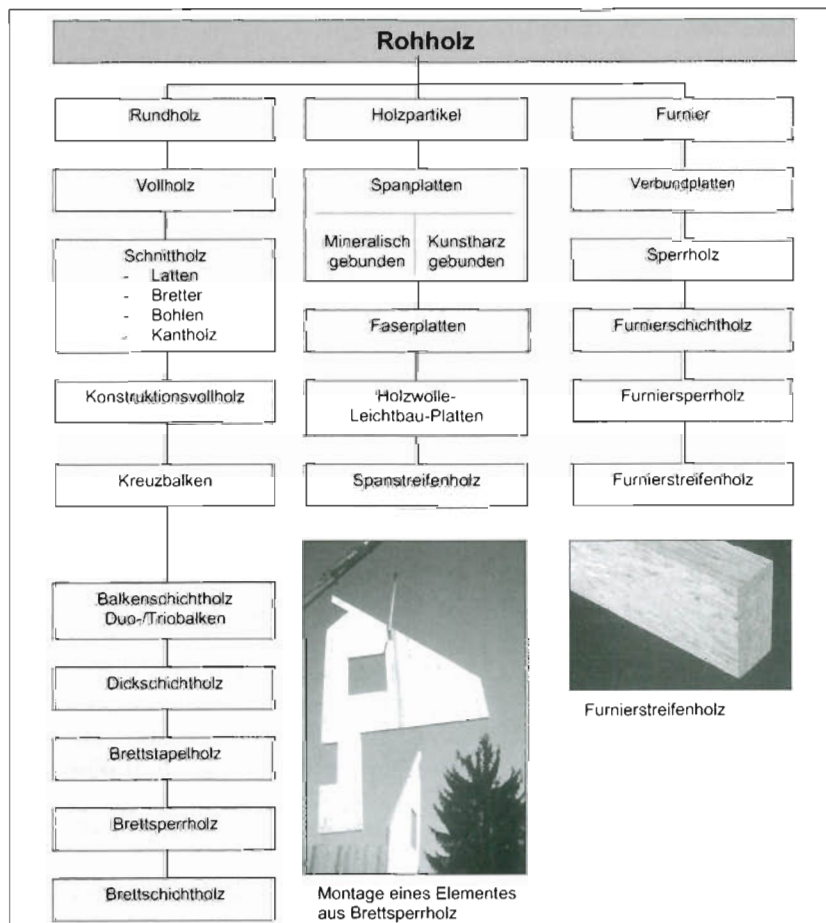 Rohholz
Rundholz
Vollholz
Schnittholz
- Latten
- Bretter
- Bohlen
- Kantholz
Konstruktionsvollholz
Kreuzbalken
Balkenschichtholz
Duo-/Triobalken
Dickschichtholz
Brettstapelholz
Brettsperrholz
Brettschichtholz
Holzpartikel
Spanplatten
Mineralisch
gebunden
Kunstharz
gebunden
Faserplatten
Holzwolle-
Leichtbau-Platten
Spanstreifenholz
Montage eines Elementes
aus Brettsperrholz
Furnier
Verbundplatten
Sperrholz
Furnierschichtholz
Furniersperrholz
Furnierstreifenholz
Furnierstreifenholz